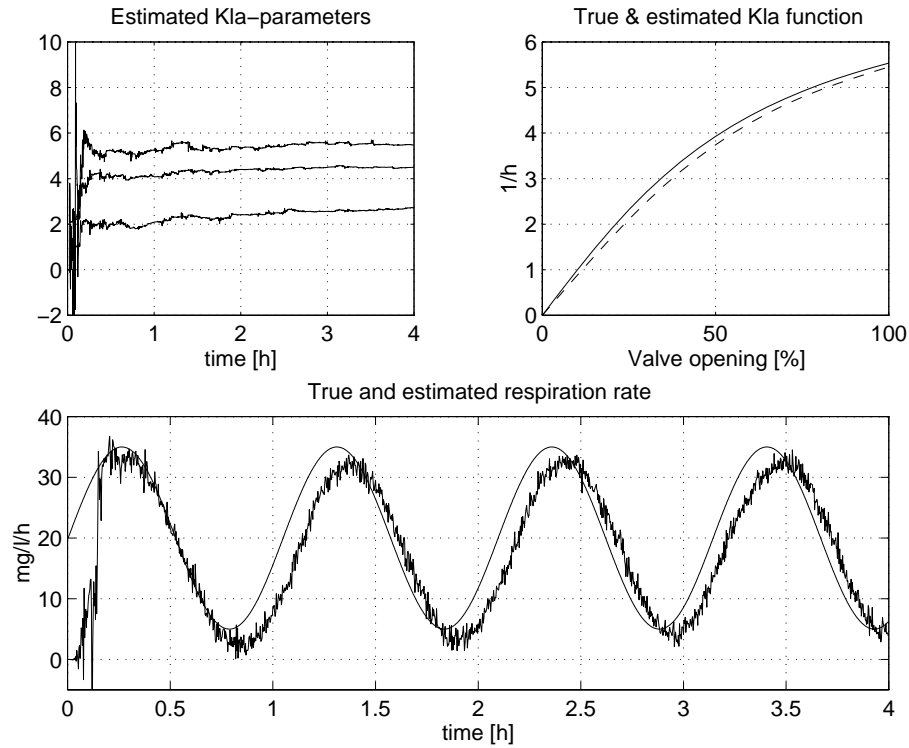 Estimated Kla−parameters
10
8
6
4
2
0
−2
0 1 2 3 4
time [h]
True & estimated Kla function
6
5
4
3
2
1
0
1/h
0 50 100
Valve opening [%]
True and estimated respiration rate
40
30
20
10
0
mg/l/h
0 0.5 1 1.5 2 2.5 3 3.5 4
time [h]